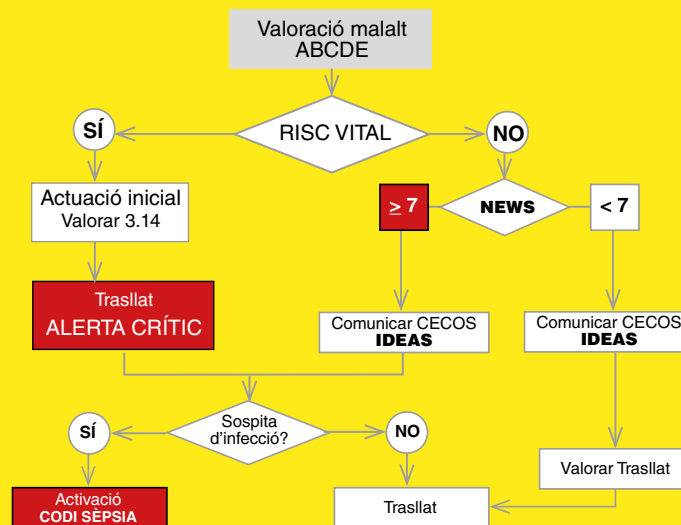 Valoració malalt
ABCDE
SÍ
RISC VITAL
NO
Actuació inicial
Valorar 3.14
≥ 7
NEWS
< 7
Trasllat
ALERTA CRÍTIC
Comunicar CECOS
IDEAS
Comunicar CECOS
IDEAS
SÍ
Sospita
d'infecció?
NO
Valorar Trasllat
Activació
CODI SÈPSIA
Trasllat